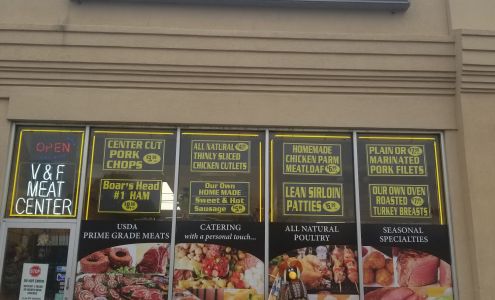 OPEN
V & F
MEAT
CENTER
CENTER CUT
PORK
CHOPS
Boar's Head
#1 HAM
ALL NATURAL
THINLY SLICED
CHICKEN CUTLETS
Our Own
HOME MADE
Sweet & Hot
Sausage
HOMEMADE
CHICKEN PARM
MEATLOAF
LEAN SIRLOIN
PATTIES
PLAIN OR
MARINATED
PORK FILETS
OUR OWN OVEN
ROASTED
TURKEY BREASTS
USDA
PRIME GRADE MEATS
CATERING
with a personal touch...
ALL NATURAL
POULTRY
SEASONAL
SPECIALTIES
STOP